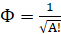 Φ = 1/√A!